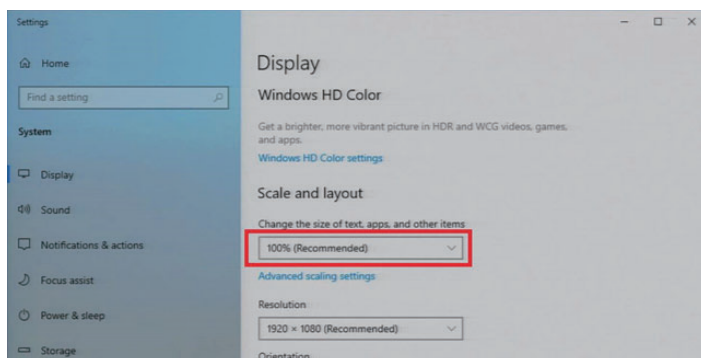 Settings
Home
Find a setting
System
Display
Sound
Notifications & actions
Focus assist
Power & sleep
Storage
Display
Windows HD Color
Get a brighter, more vibrant picture in HDR and WCG videos, games,
and apps.
Windows HD Color settings
Scale and layout
Change the size of text, apps, and other items
100% (Recommended)
Advanced scaling settings
Resolution
1920 × 1080 (Recommended)
Orientation